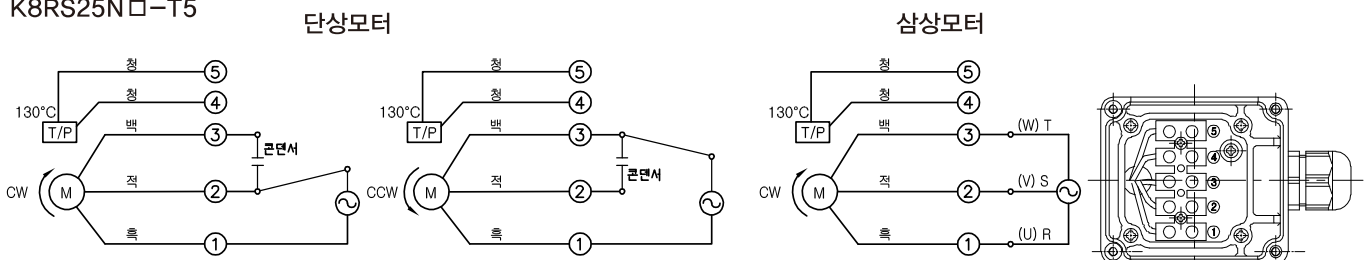 K8RS25N□-T5
단상모터
삼상모터
청 ⑤
청 ④
130°C
T/P
백 ③
콘덴서
CW
M
적 ②
흑 ①
청 ⑤
청 ④
130°C
T/P
백 ③
콘덴서
CCW
M
적 ②
흑 ①
청 ⑤
청 ④
130°C
T/P
백 ③ (W) T
CW
M
적 ② (V) S
흑 ① (U) R
⑤
④
③
②
①